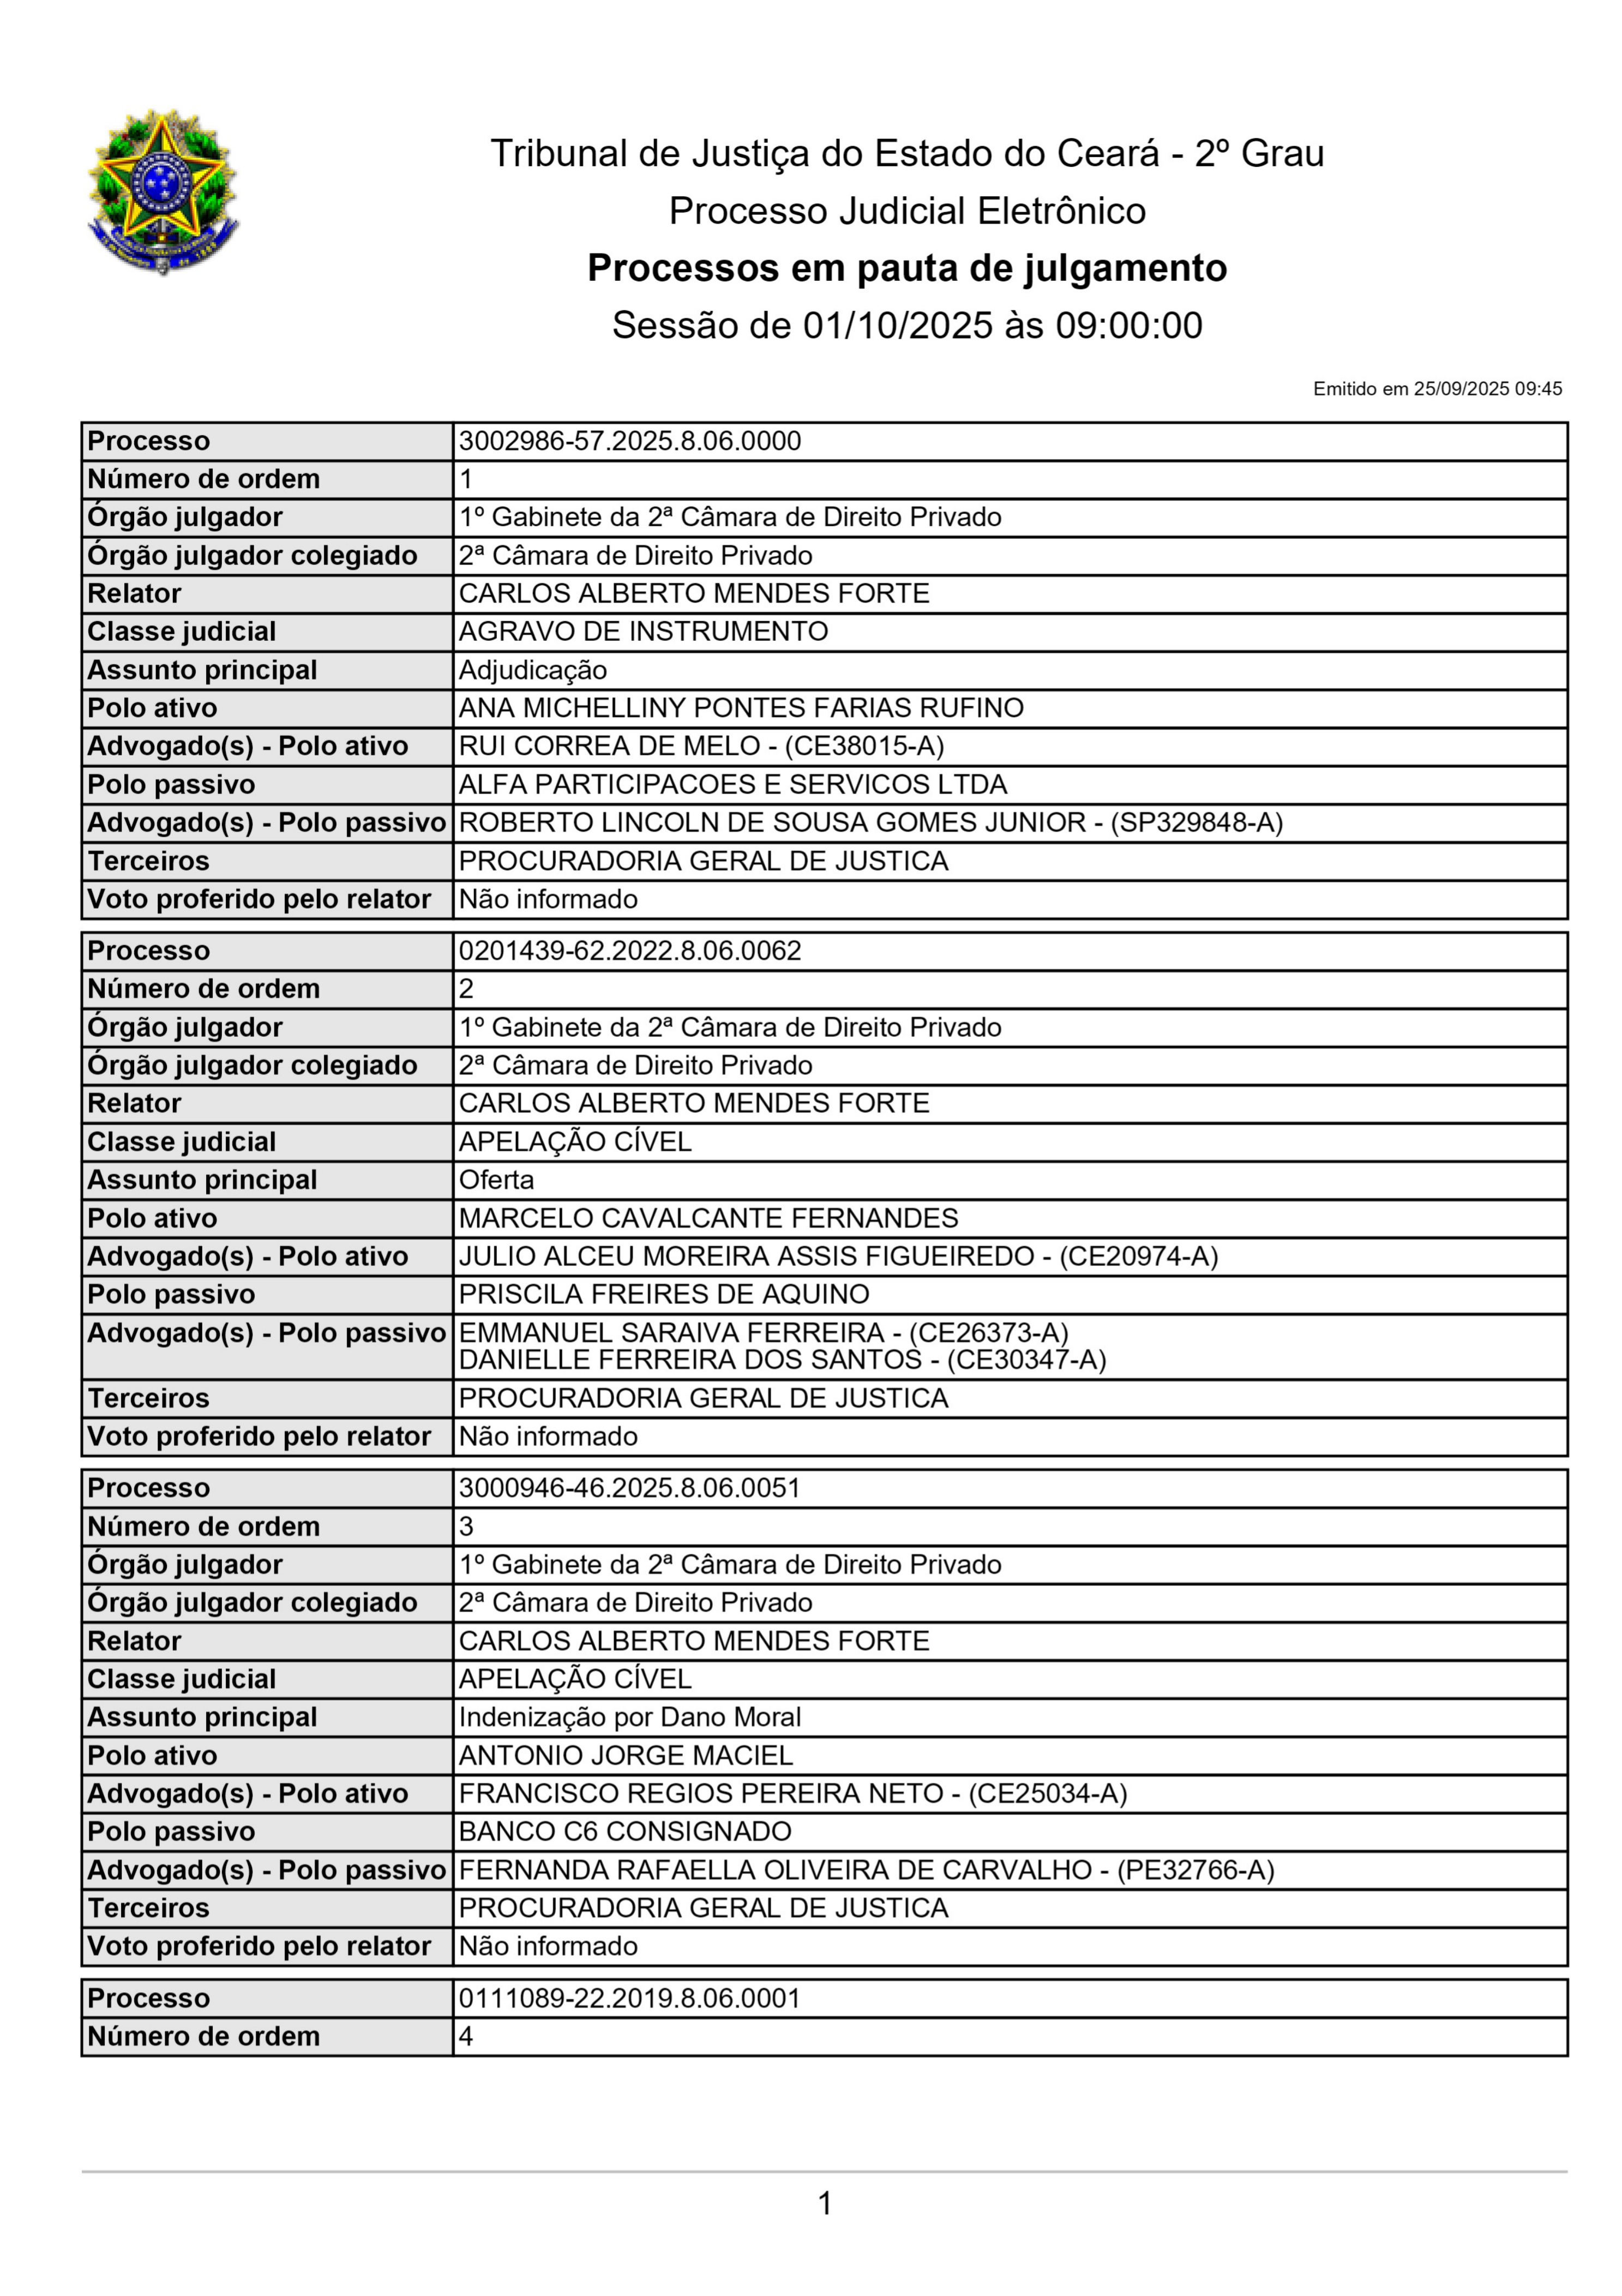 Tribunal de Justiça do Estado do Ceará - 2º Grau
Processo Judicial Eletrônico
Processos em pauta de julgamento
Sessão de 01/10/2025 às 09:00:00
Emitido em 25/09/2025 09:45
Processo 3002986-57.2025.8.06.0000
Número de ordem 1
Órgão julgador 1º Gabinete da 2ª Câmara de Direito Privado
Órgão julgador colegiado 2ª Câmara de Direito Privado
Relator CARLOS ALBERTO MENDES FORTE
Classe judicial AGRAVO DE INSTRUMENTO
Assunto principal Adjudicação
Polo ativo ANA MICHELLINY PONTES FARIAS RUFINO
Advogado(s) - Polo ativo RUI CORREA DE MELO - (CE38015-A)
Polo passivo ALFA PARTICIPACOES E SERVICOS LTDA
Advogado(s) - Polo passivo ROBERTO LINCOLN DE SOUSA GOMES JUNIOR - (SP329848-A)
Terceiros PROCURADORIA GERAL DE JUSTICA
Voto proferido pelo relator Não informado
Processo 0201439-62.2022.8.06.0062
Número de ordem 2
Órgão julgador 1º Gabinete da 2ª Câmara de Direito Privado
Órgão julgador colegiado 2ª Câmara de Direito Privado
Relator CARLOS ALBERTO MENDES FORTE
Classe judicial APELAÇÃO CÍVEL
Assunto principal Oferta
Polo ativo MARCELO CAVALCANTE FERNANDES
Advogado(s) - Polo ativo JULIO ALCEU MOREIRA ASSIS FIGUEIREDO - (CE20974-A)
Polo passivo PRISCILA FREIRES DE AQUINO
Advogado(s) - Polo passivo EMMANUEL SARAIVA FERREIRA - (CE26373-A)
DANIELLE FERREIRA DOS SANTOS - (CE30347-A)
Terceiros PROCURADORIA GERAL DE JUSTICA
Voto proferido pelo relator Não informado
Processo 3000946-46.2025.8.06.0051
Número de ordem 3
Órgão julgador 1º Gabinete da 2ª Câmara de Direito Privado
Órgão julgador colegiado 2ª Câmara de Direito Privado
Relator CARLOS ALBERTO MENDES FORTE
Classe judicial APELAÇÃO CÍVEL
Assunto principal Indenização por Dano Moral
Polo ativo ANTONIO JORGE MACIEL
Advogado(s) - Polo ativo FRANCISCO REGIOS PEREIRA NETO - (CE25034-A)
Polo passivo BANCO C6 CONSIGNADO
Advogado(s) - Polo passivo FERNANDA RAFAELLA OLIVEIRA DE CARVALHO - (PE32766-A)
Terceiros PROCURADORIA GERAL DE JUSTICA
Voto proferido pelo relator Não informado
Processo 0111089-22.2019.8.06.0001
Número de ordem 4
1